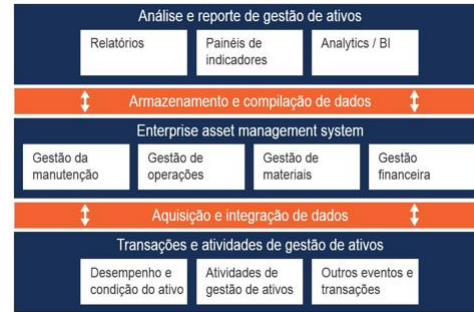 Análise e reporte de gestão de ativos
Relatórios
Painéis de
indicadores
Analytics / BI
Armazenamento e compilação de dados
Enterprise asset management system
Gestão da
manutenção
Gestão de
operações
Gestão de
materiais
Gestão
financeira
Aquisição e integração de dados
Transações e atividades de gestão de ativos
Desempenho e
condição do ativo
Atividades de
gestão de ativos
Outros eventos e
transações